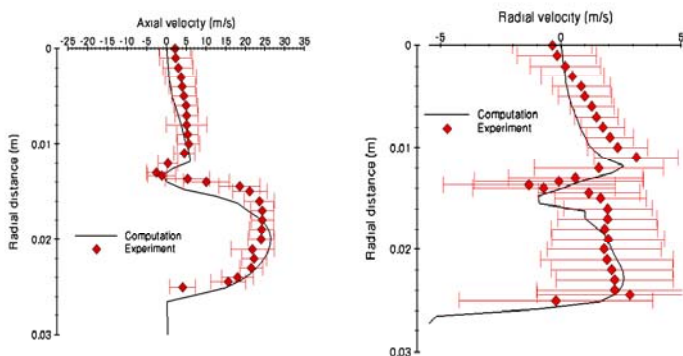 Axial velocity (m/s)
-25 -20 -15 -10 -5 0 5 10 15 20 25 30 35
0
0.01
0.02
0.03
Radial distance (m)
Computation
Experiment
Radial velocity (m/s)
-5 0 5
0
0.01
0.02
0.03
Radial distance (m)
Computation
Experiment